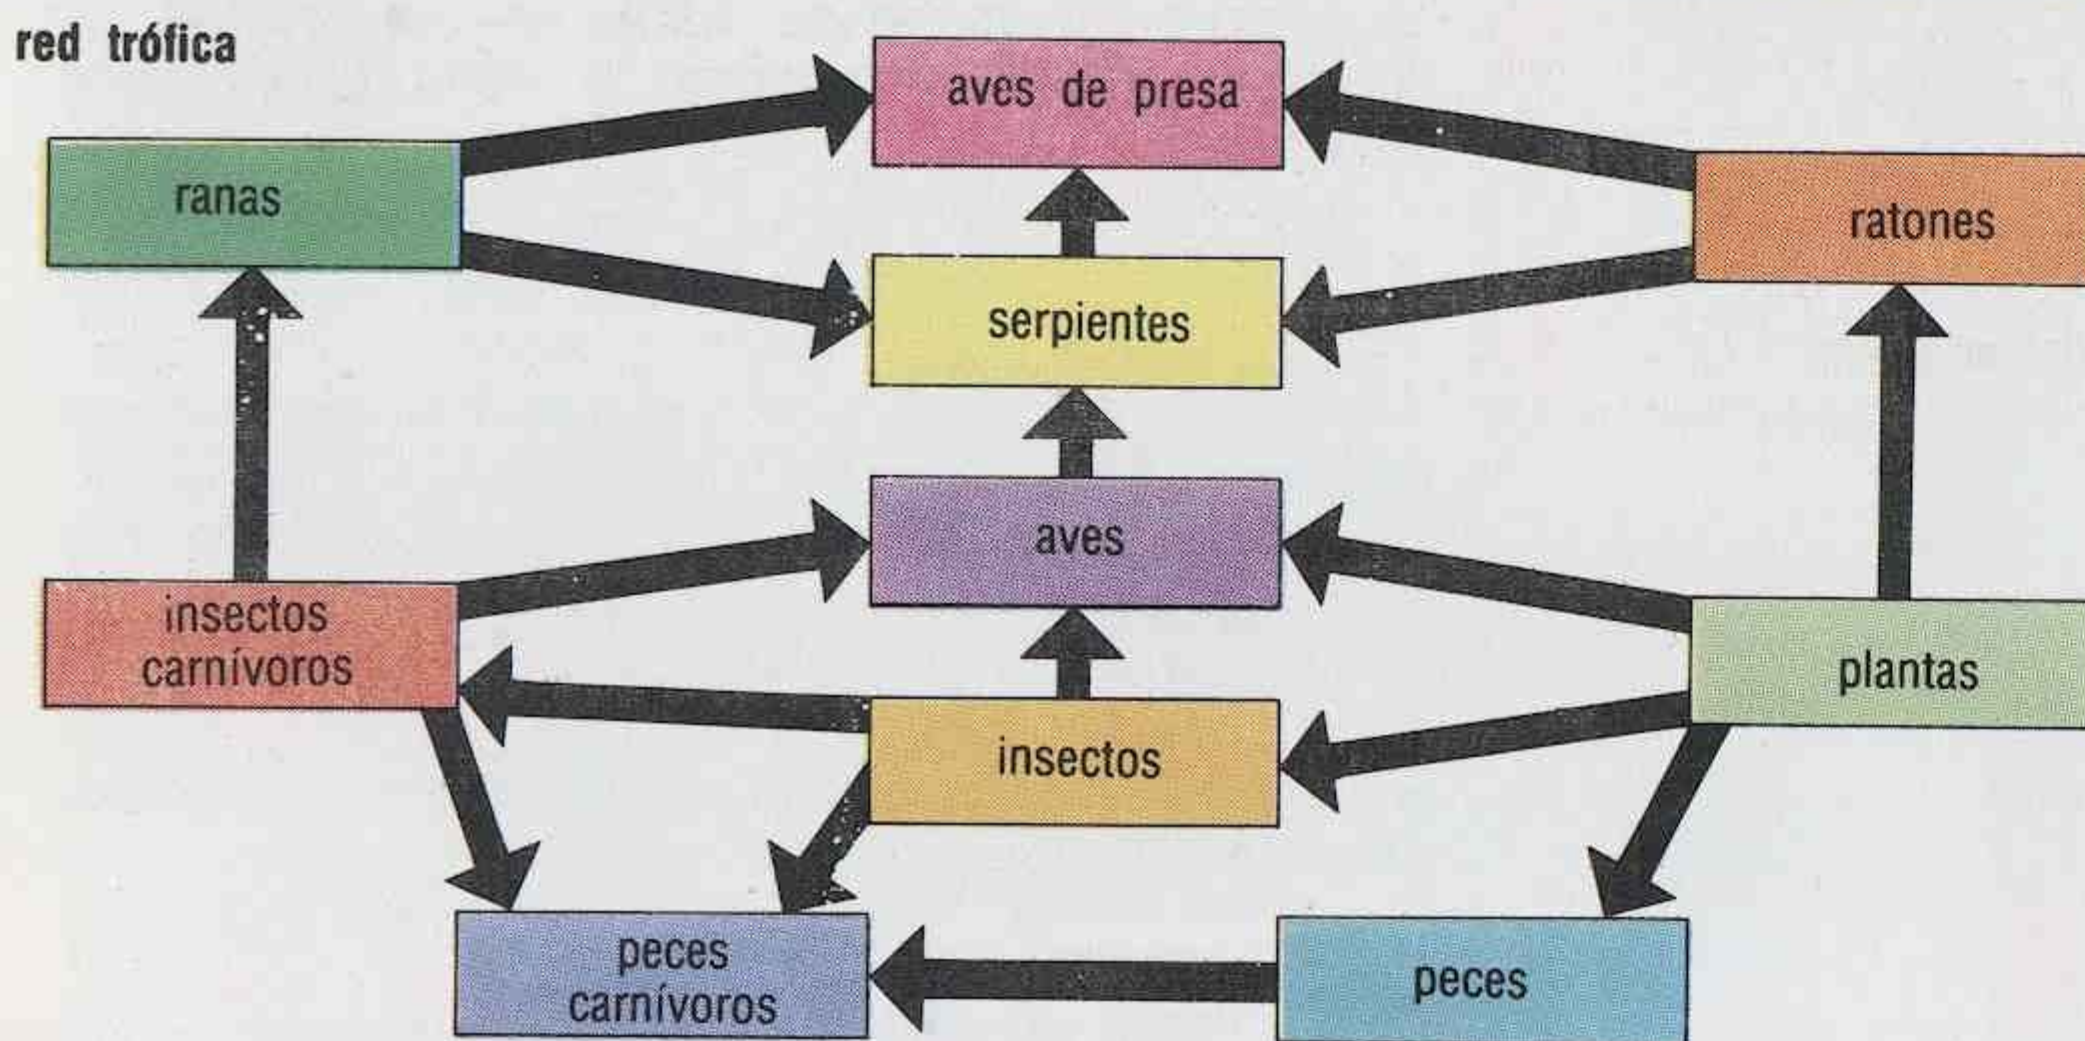 red trófica
aves de presa
ranas
ratones
serpientes
aves
insectos
carnívoros
plantas
insectos
peces
carnívoros
peces